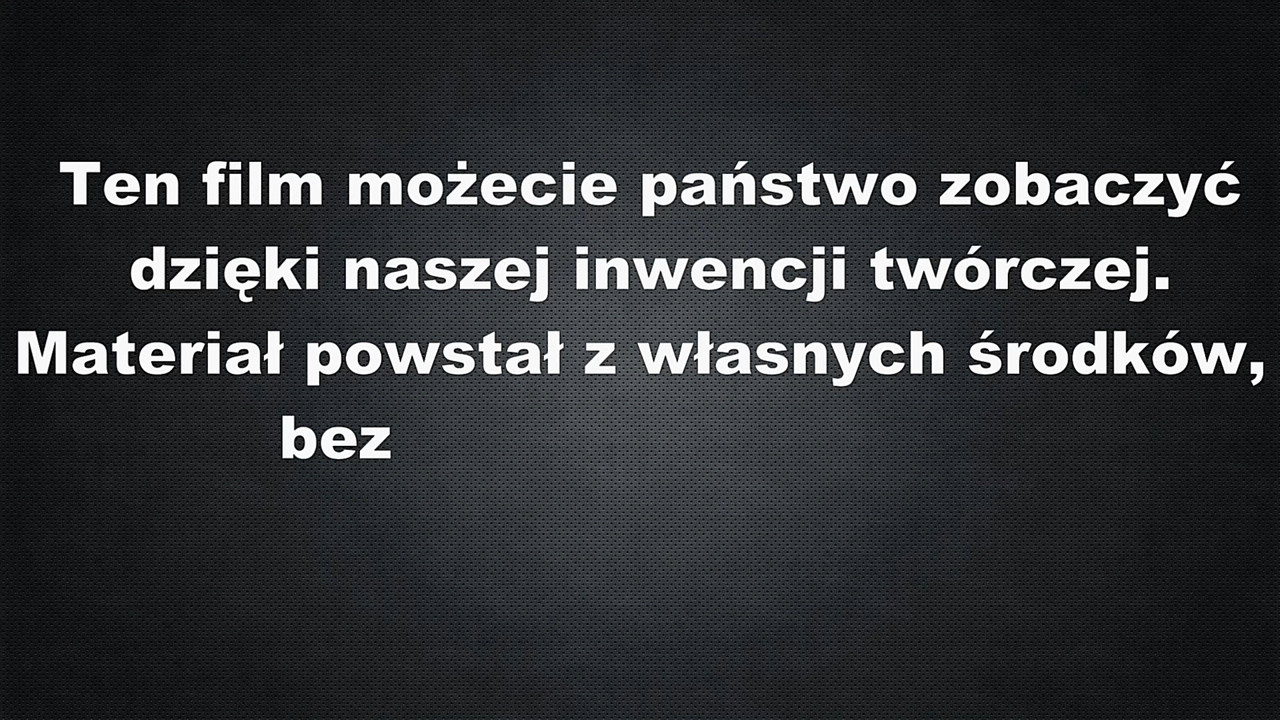 Ten film możecie państwo zobaczyć
dzięki naszej inwencji twórczej.
Materiał powstał z własnych środków,
bez